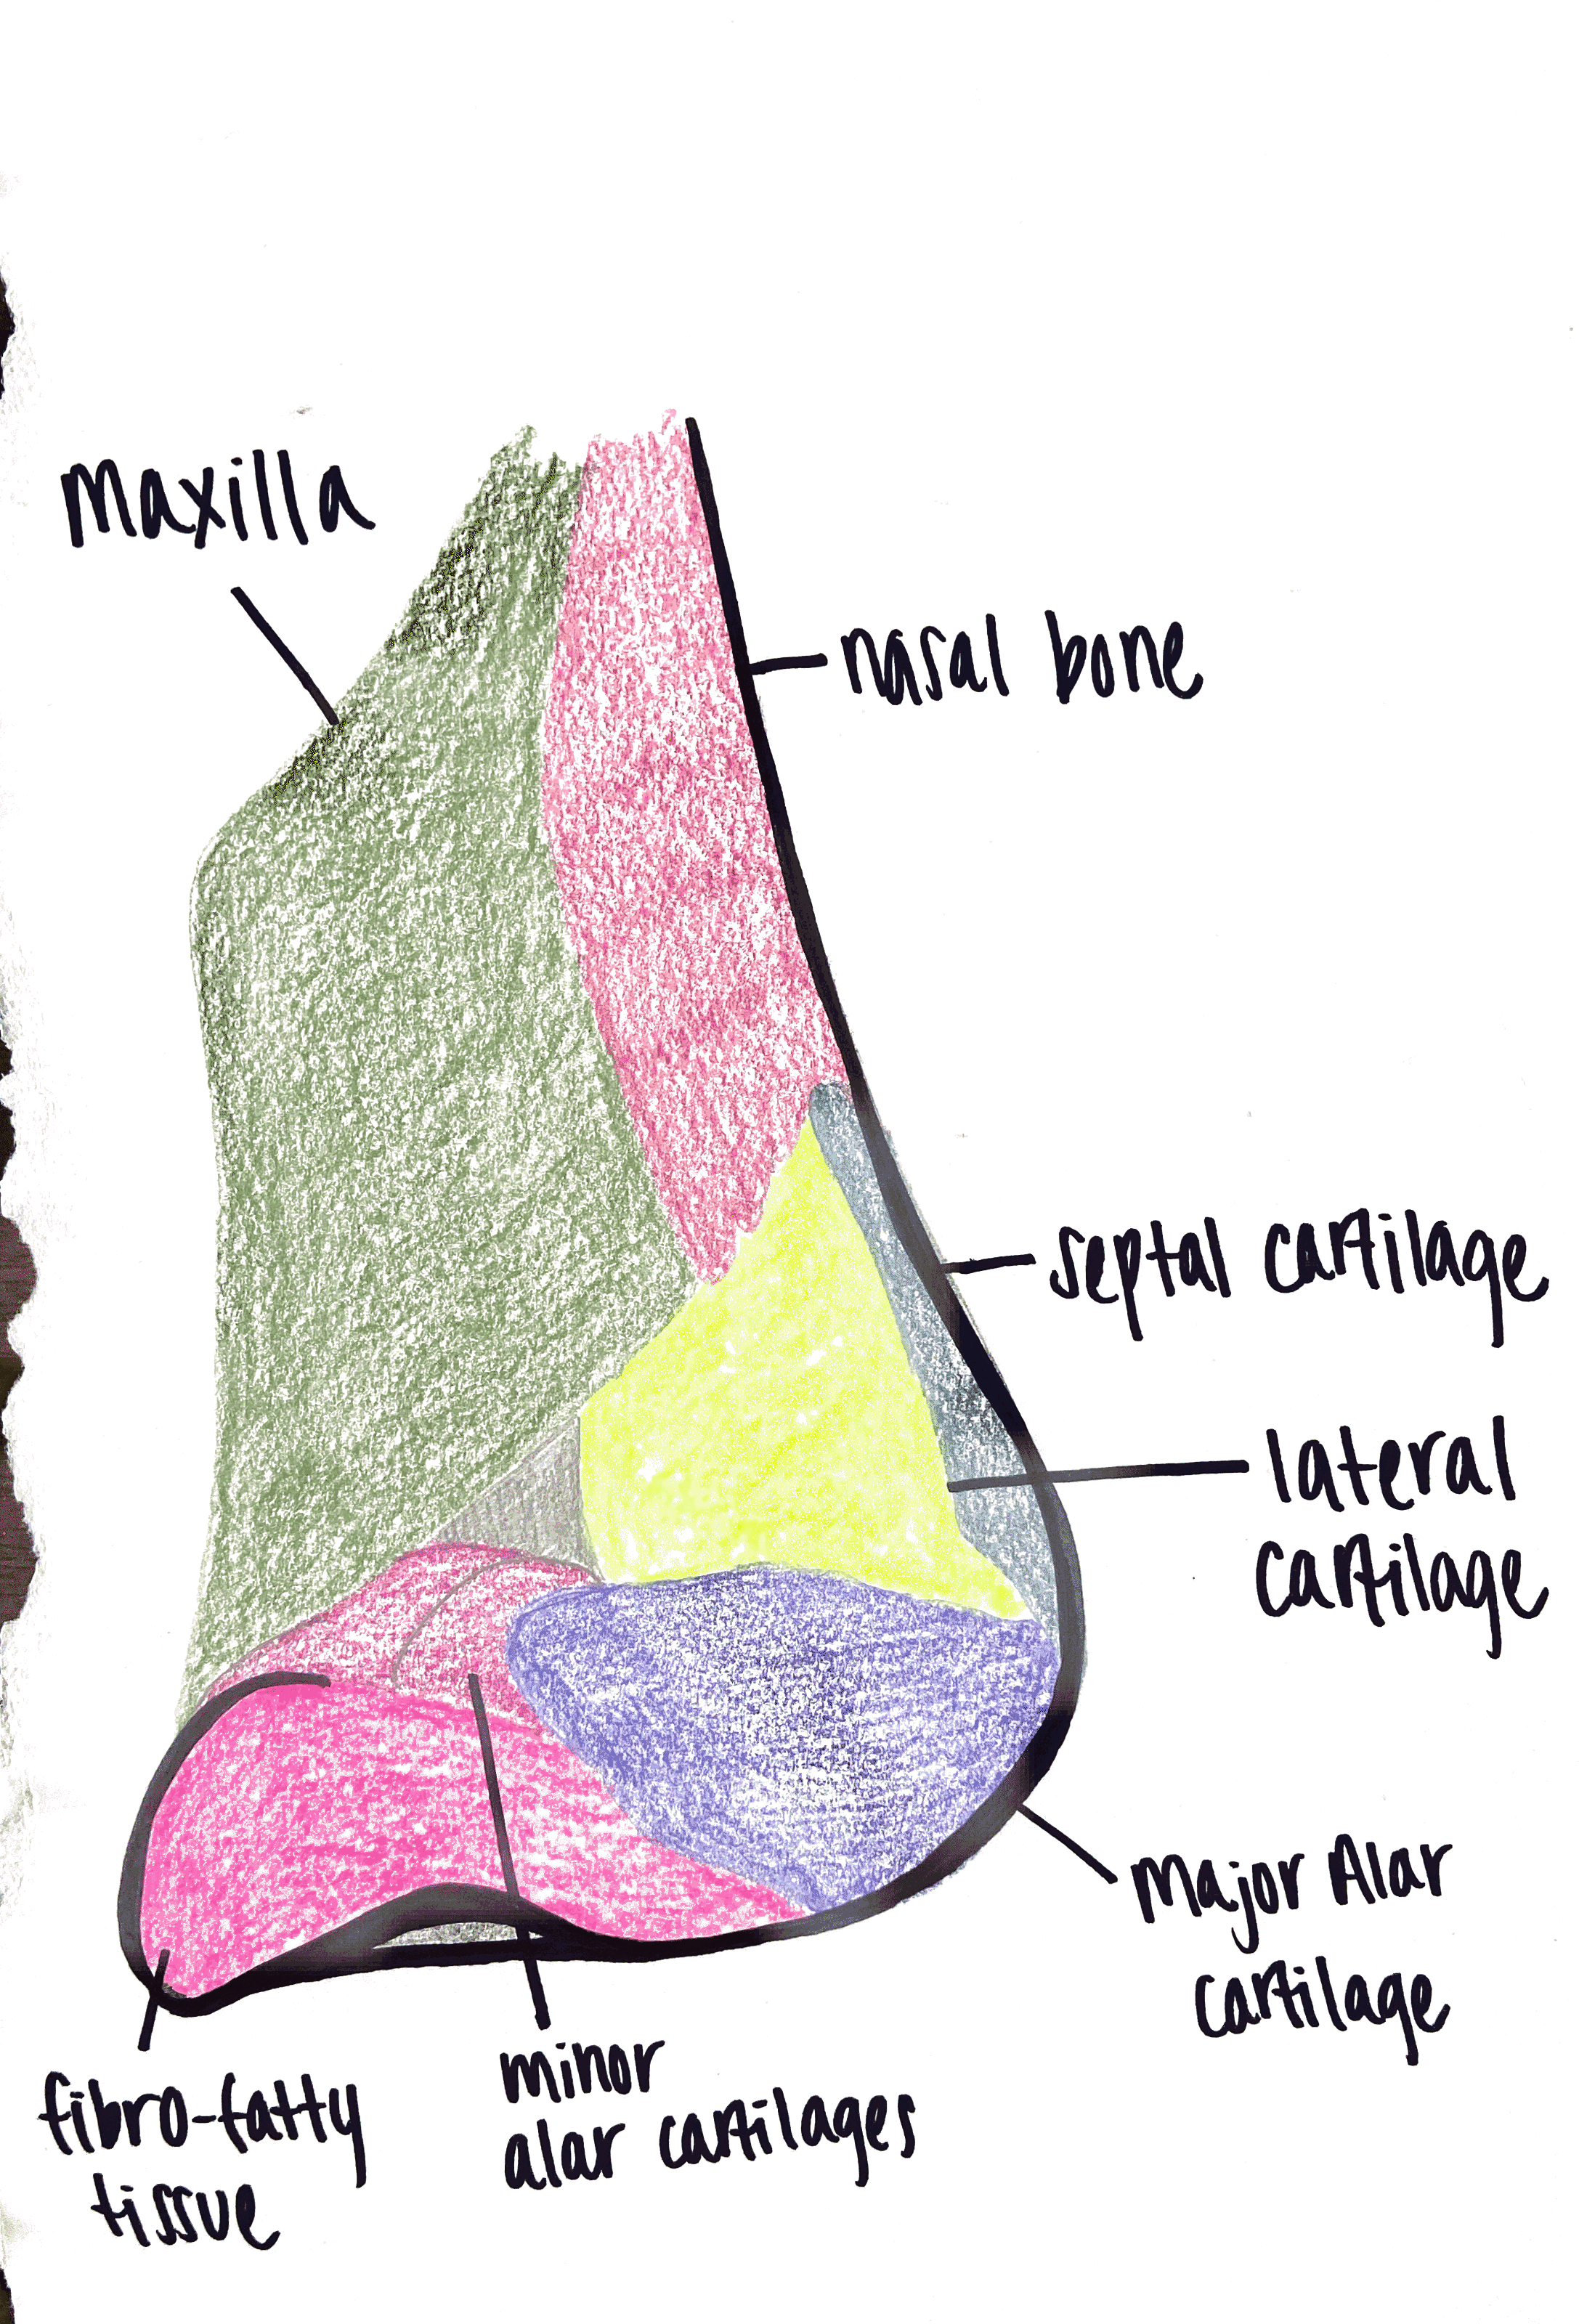 Maxilla
nasal bone
septal cartilage
lateral
cartilage
Major Alar
cartilage
minor
alar cartilages
fibro-fatty
tissue